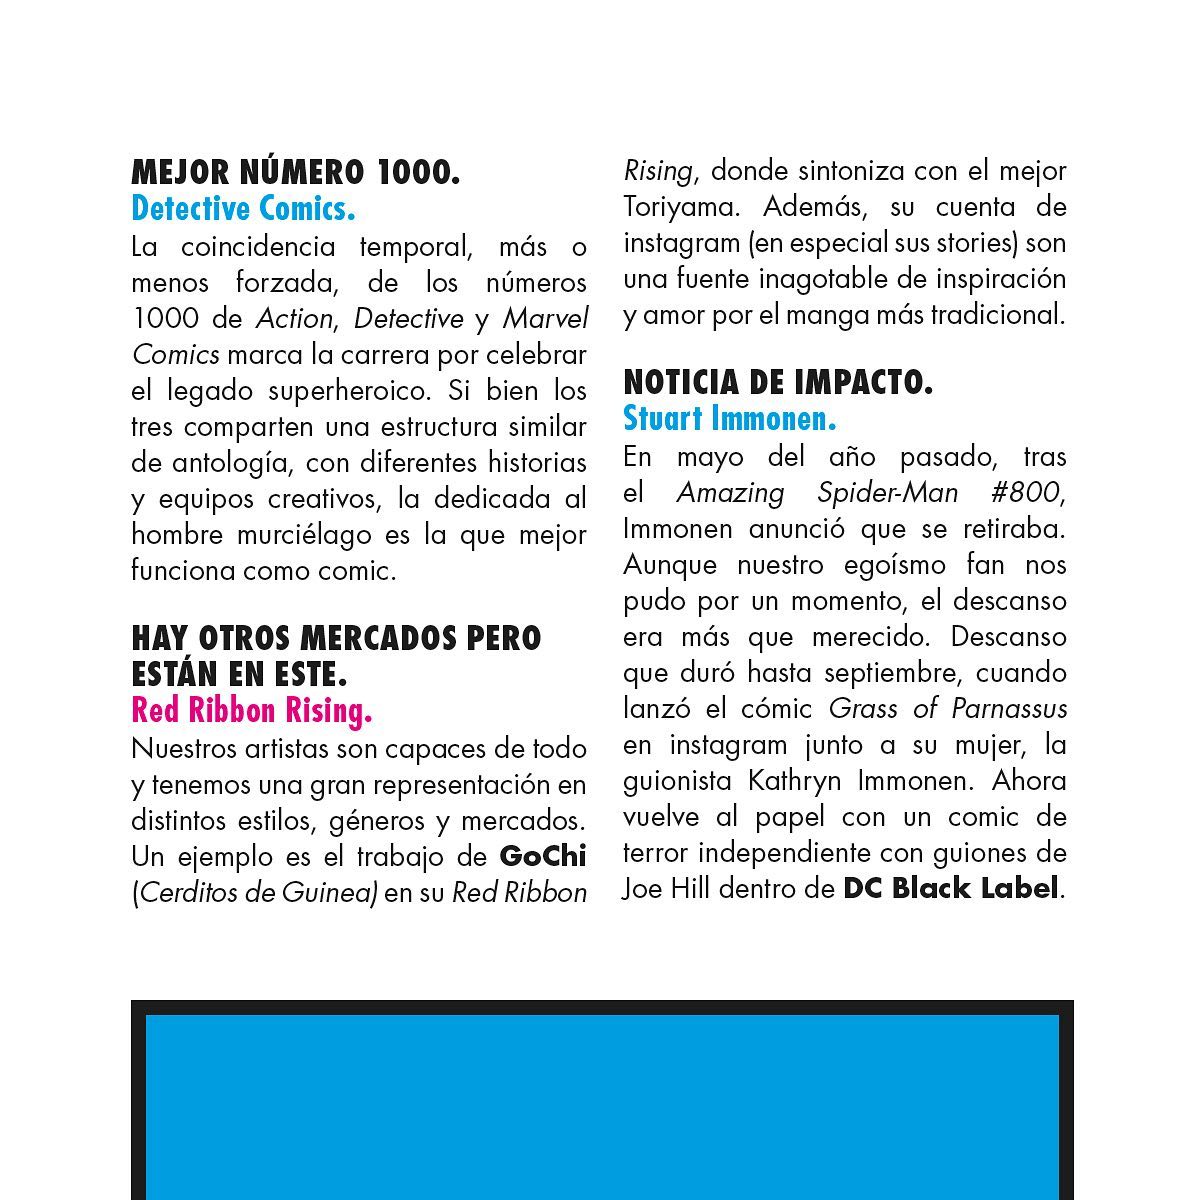 MEJOR NÚMERO 1000.
Detective Comics.
La coincidencia temporal, más o
menos forzada, de los números
1000 de Action, Detective y Marvel
Comics marca la carrera por celebrar
el legado superheroico. Si bien los
tres comparten una estructura similar
de antología, con diferentes historias
y equipos creativos, la dedicada al
hombre murciélago es la que mejor
funciona como comic.
HAY OTROS MERCADOS PERO
ESTÁN EN ESTE.
Red Ribbon Rising.
Nuestros artistas son capaces de todo
y tenemos una gran representación en
distintos estilos, géneros y mercados.
Un ejemplo es el trabajo de GoChi
(Cerditos de Guinea) en su Red Ribbon
Rising, donde sintoniza con el mejor
Toriyama. Además, su cuenta de
instagram (en especial sus stories) son
una fuente inagotable de inspiración
y amor por el manga más tradicional.
NOTICIA DE IMPACTO.
Stuart Immonen.
En mayo del año pasado, tras
el Amazing Spider-Man #800,
Immonen anunció que se retiraba.
Aunque nuestro egoísmo fan nos
pudo por un momento, el descanso
era más que merecido. Descanso
que duró hasta septiembre, cuando
lanzó el cómic Grass of Parnassus
en instagram junto a su mujer, la
guionista Kathryn Immonen. Ahora
vuelve al papel con un comic de
terror independiente con guiones de
Joe Hill dentro de DC Black Label.